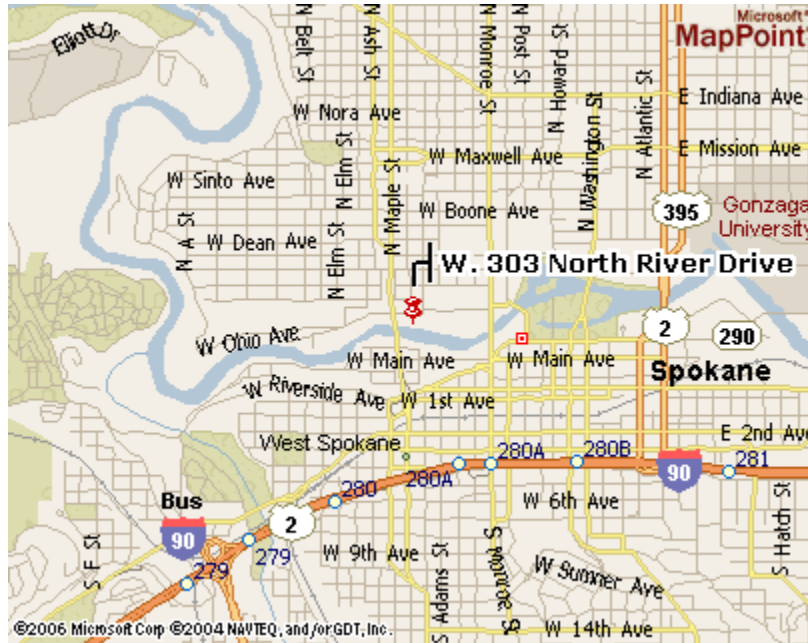 Microsoft®
MapPoint®
Elliott Dr
N Belt St
N Ash St
N Monroe St
N Post St
N Howard St
N Washington St
N Atlantic St
E Indiana Ave
W Nora Ave
W Maxwell Ave
E Mission Ave
W Sinto Ave
N Elm St
N Maple St
W Boone Ave
395
Gonzaga
University
N A St
W Dean Ave
N Elm St
W. 303 North River Drive
W Ohio Ave
2
290
W Main Ave
W Main Ave
Spokane
W Riverside Ave
W 1st Ave
E 2nd Ave
West Spokane
280A
280B
281
280
280A
90
Bus
90
2
279
279
W 6th Ave
S F St
W 9th Ave
S Adams St
S Monroe St
W Sumner Ave
S Hatch St
W 14th Ave
©2006 Microsoft Corp ©2004 NAVTEQ, and/or GDT, Inc.